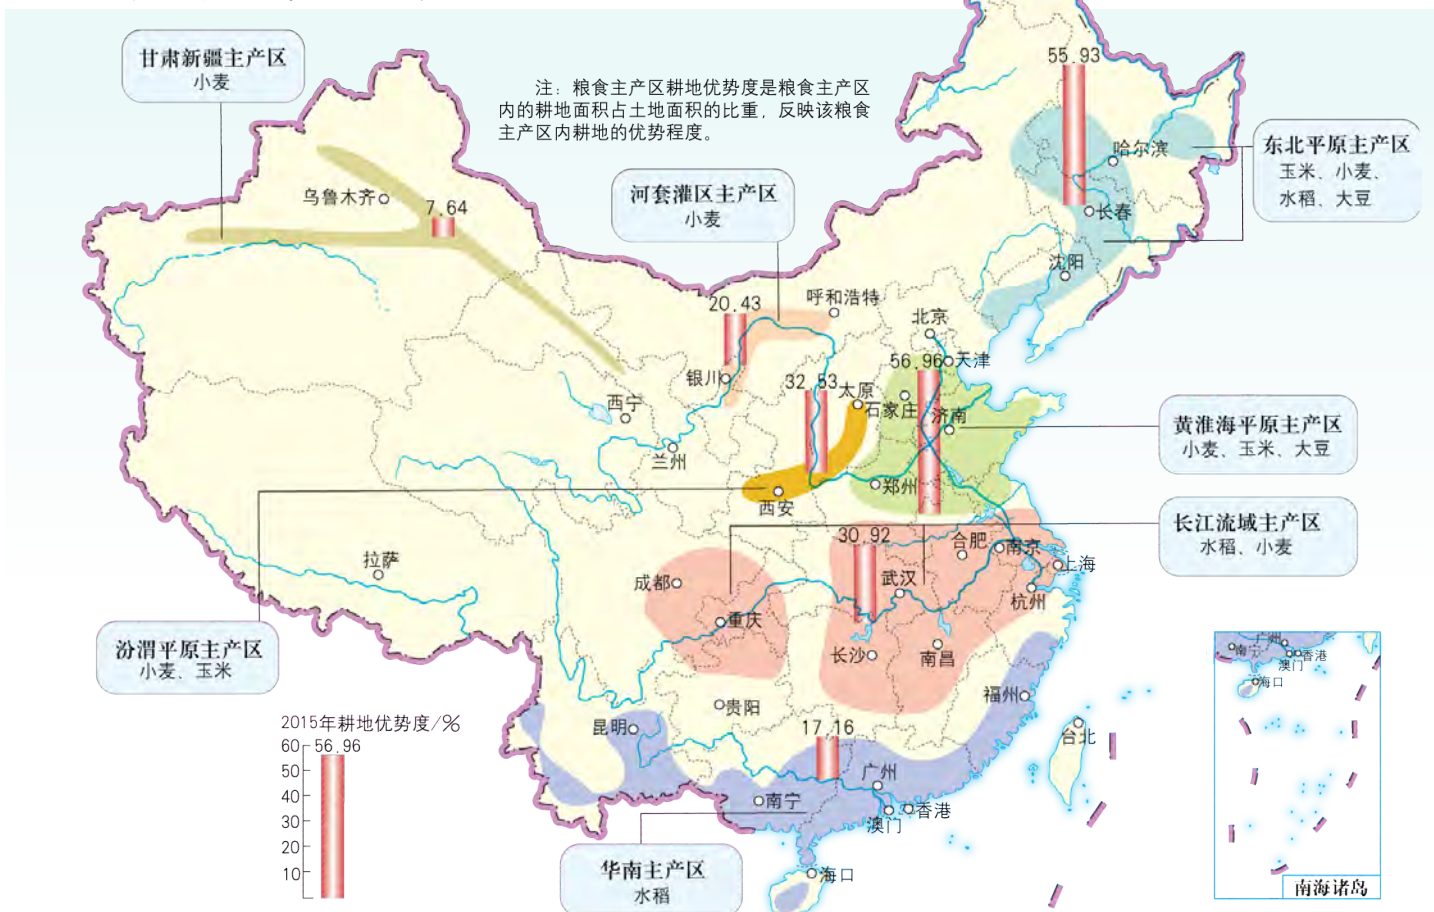 甘肃新疆主产区
小麦
注：粮食主产区耕地优势度是粮食主产区
内的耕地面积占土地面积的比重，反映该粮食
主产区内耕地的优势程度。
55.93
哈尔滨
东北平原主产区
玉米、小麦、
水稻、大豆
河套灌区主产区
小麦
乌鲁木齐
7.64
长春
沈阳
20.43
呼和浩特
北京
天津
56.96
银川
32.53
太原
石家庄
济南
西宁
黄淮海平原主产区
小麦、玉米、大豆
兰州
郑州
西安
长江流域主产区
水稻、小麦
30.92
合肥
南京
上海
拉萨
成都
武汉
杭州
重庆
汾渭平原主产区
小麦、玉米
长沙
南昌
福州
贵阳
昆明
17.16
台北
广州
南宁
香港
澳门
华南主产区
水稻
海口
2015年耕地优势度/%
60
56.96
50
40
30
20
10
广州
南宁
香港
澳门
海口
南海诸岛